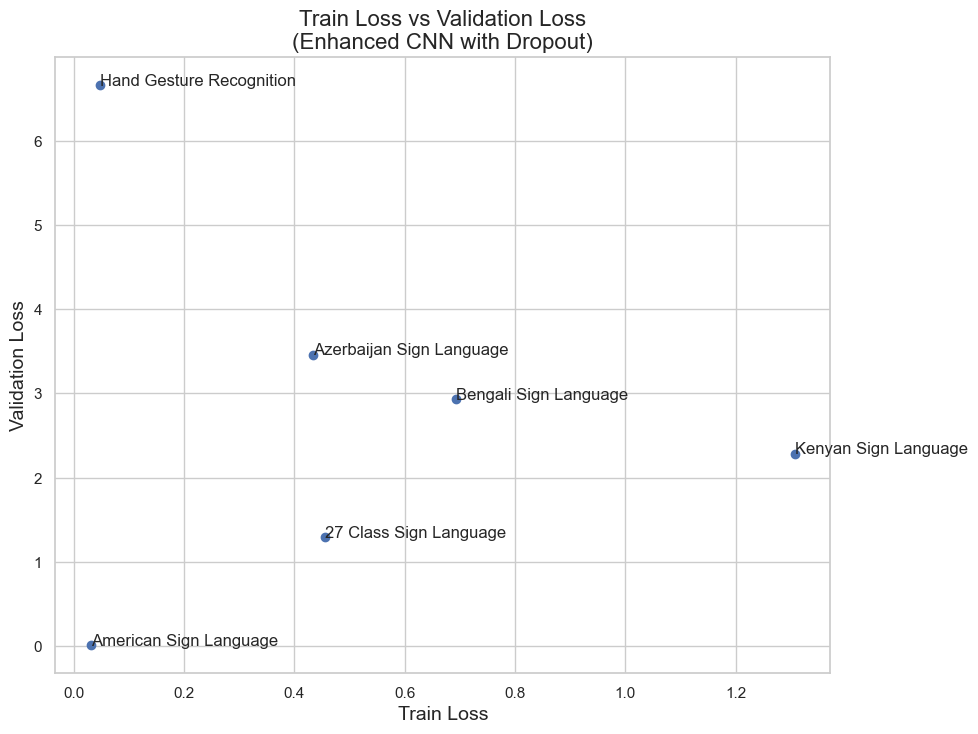 Train Loss vs Validation Loss
(Enhanced CNN with Dropout)
Hand Gesture Recognition
6
5
4
Azerbaijan Sign Language
3
Bengali Sign Language
Kenyan Sign Language
2
27 Class Sign Language
1
American Sign Language
0
Validation Loss
0.0
0.2
0.4
0.6
0.8
1.0
1.2
Train Loss